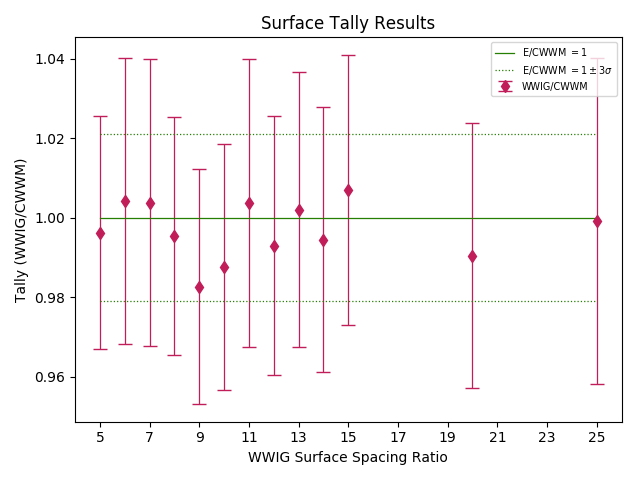 Surface Tally Results
E/CWWM = 1
E/CWWM = 1 ± 3σ
WWIG/CWWM
Tally (WWIG/CWWM)
1.04
1.02
1.00
0.98
0.96
5 7 9 11 13 15 17 19 21 23 25
WWIG Surface Spacing Ratio